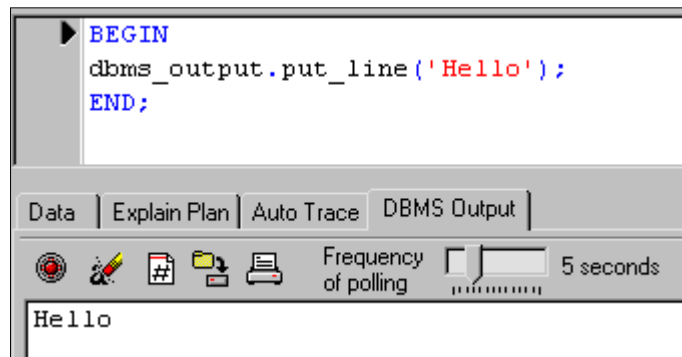 BEGIN
dbms_output.put_line('Hello');
END;
Data Explain Plan Auto Trace DBMS Output
#
Frequency of polling 5 seconds
Hello